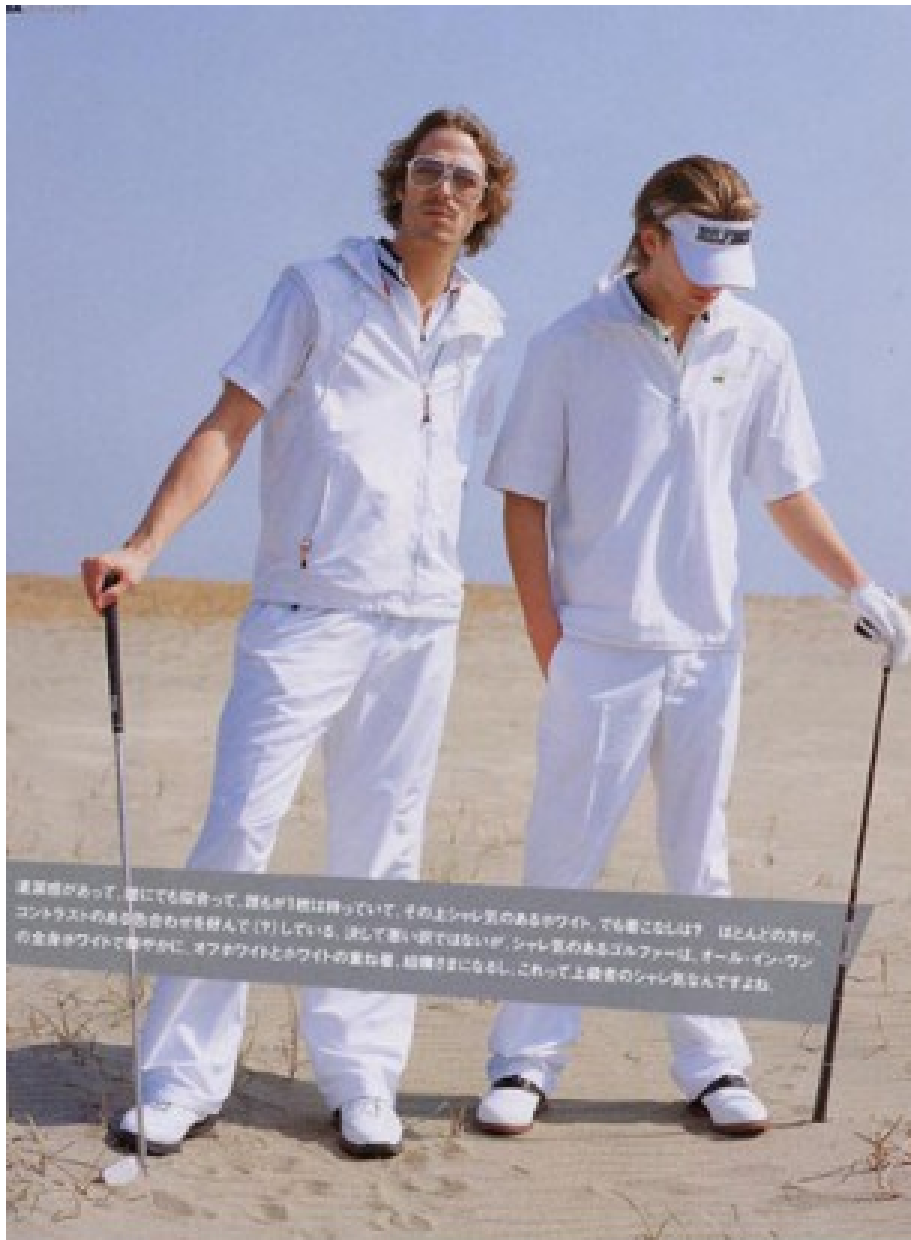 清潔感があって、誰にでも似合って、誰もが1枚は持っていて、その上シャレ気のあるホワイト。でも着こなしは？　ほとんどの方が、
コントラストのある色合わせを好んで（？）している。決して悪い訳ではないが、シャレ気のあるゴルファーは、オール・イン・ワン
の全身ホワイトで爽やかに。オフホワイトとホワイトの重ね着、結構さまになるし、これって上級者のシャレ気なんですよね。